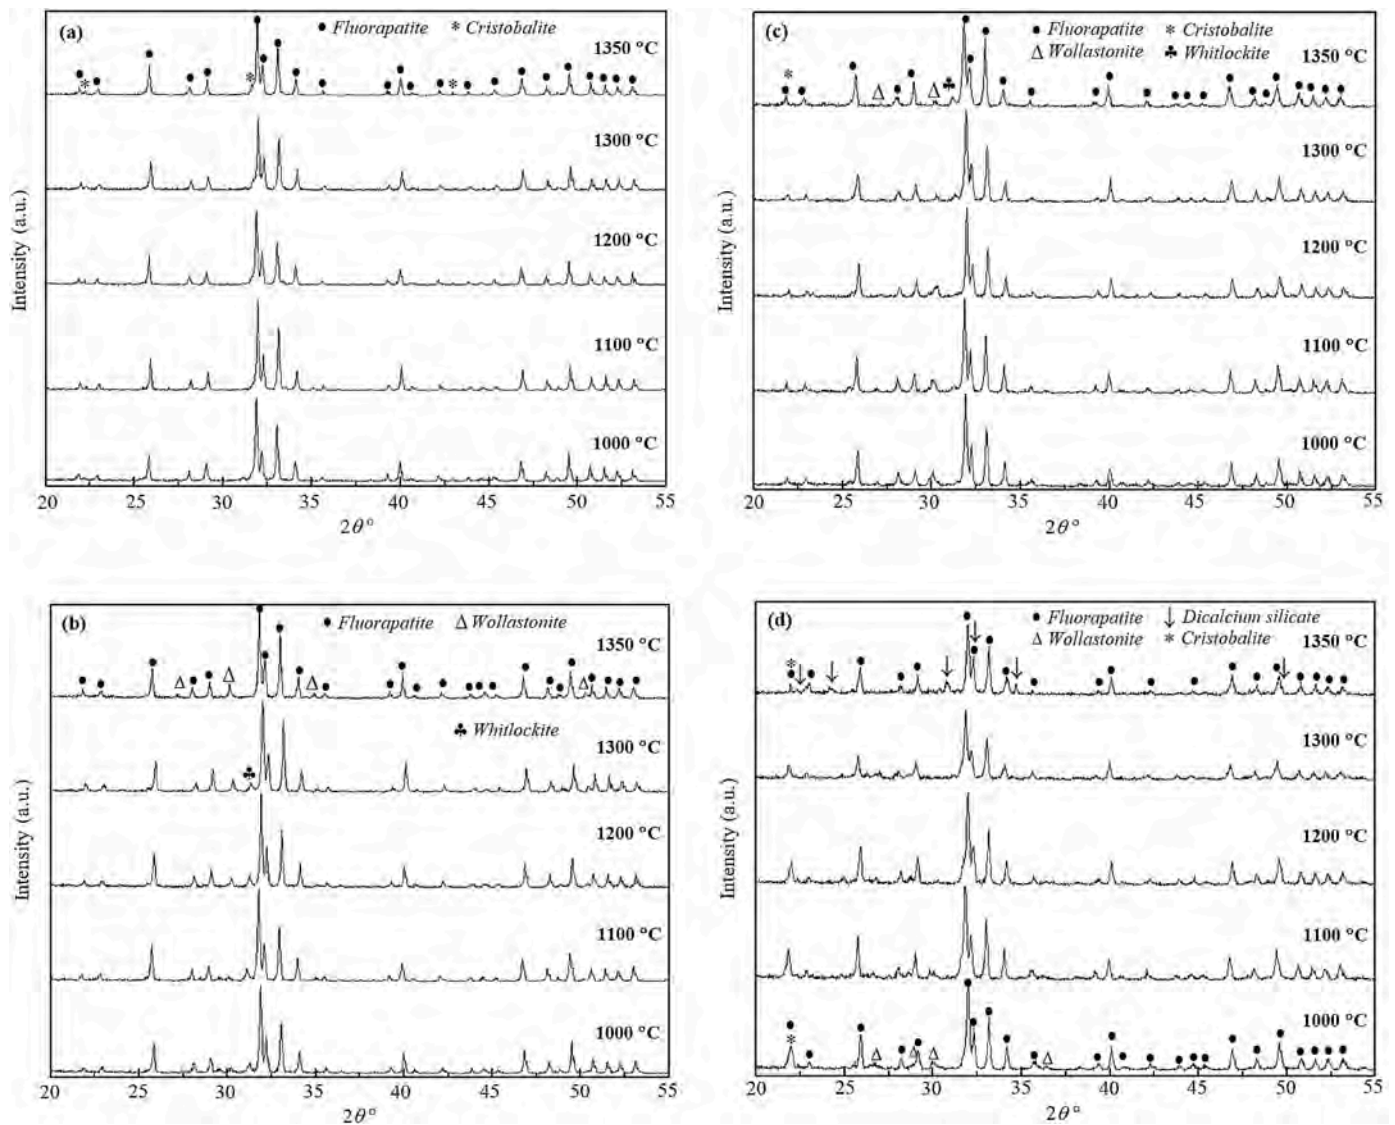 (a)
● Fluorapatite * Cristobalite
1350 °C
1300 °C
1200 °C
1100 °C
1000 °C
Intensity (a.u.)
20 25 30 35 40 45 50 55
2θ°
(c)
● Fluorapatite * Cristobalite
Δ Wollastonite ♣ Whitlockite
1350 °C
1300 °C
1200 °C
1100 °C
1000 °C
Intensity (a.u.)
20 25 30 35 40 45 50 55
2θ°
(b)
● Fluorapatite Δ Wollastonite
1350 °C
♣ Whitlockite
1300 °C
1200 °C
1100 °C
1000 °C
Intensity (a.u.)
20 25 30 35 40 45 50 55
2θ°
(d)
● Fluorapatite ↓ Dicalcium silicate
Δ Wollastonite * Cristobalite
1350 °C
1300 °C
1200 °C
1100 °C
1000 °C
Intensity (a.u.)
20 25 30 35 40 45 50 55
2θ°